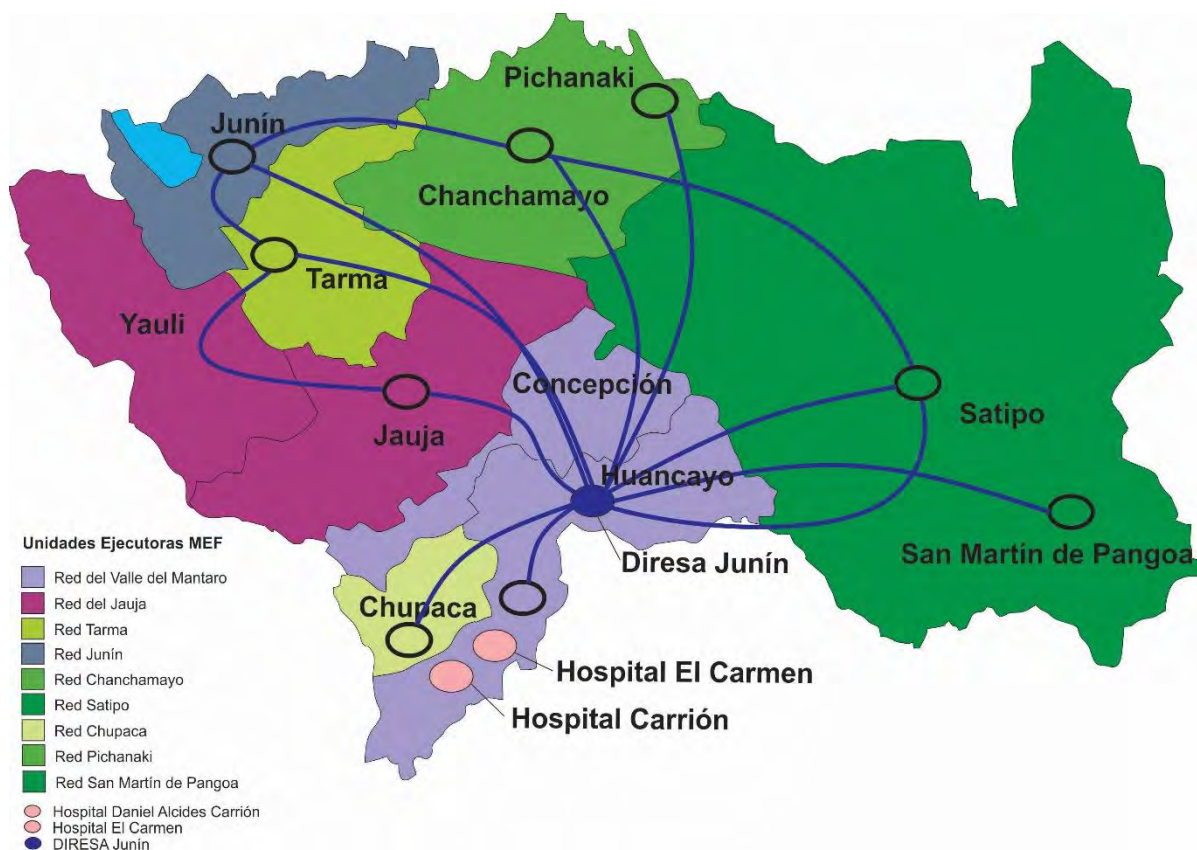 Pichanaki
Junín
Chanchamayo
Tarma
Yauli
Concepción
Satipo
Jauja
Huancayo
San Martín de Pangoa
Diresa Junín
Chupaca
Hospital El Carmen
Hospital Carrión
Unidades Ejecutoras MEF
Red del Valle del Mantaro
Red del Jauja
Red Tarma
Red Junín
Red Chanchamayo
Red Satipo
Red Chupaca
Red Pichanaki
Red San Martín de Pangoa
Hospital Daniel Alcides Carrión
Hospital El Carmen
DIRESA Junín